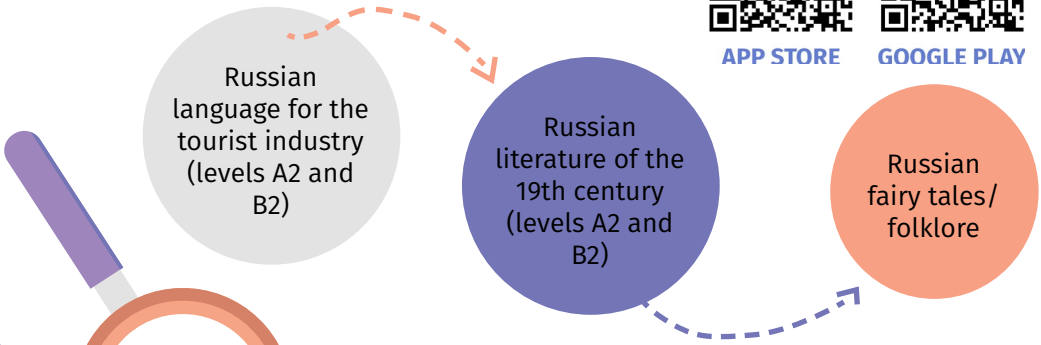 APP STORE
GOOGLE PLAY
Russian
language for the
tourist industry
(levels A2 and
B2)
Russian
literature of the
19th century
(levels A2 and
B2)
Russian
fairy tales/
folklore